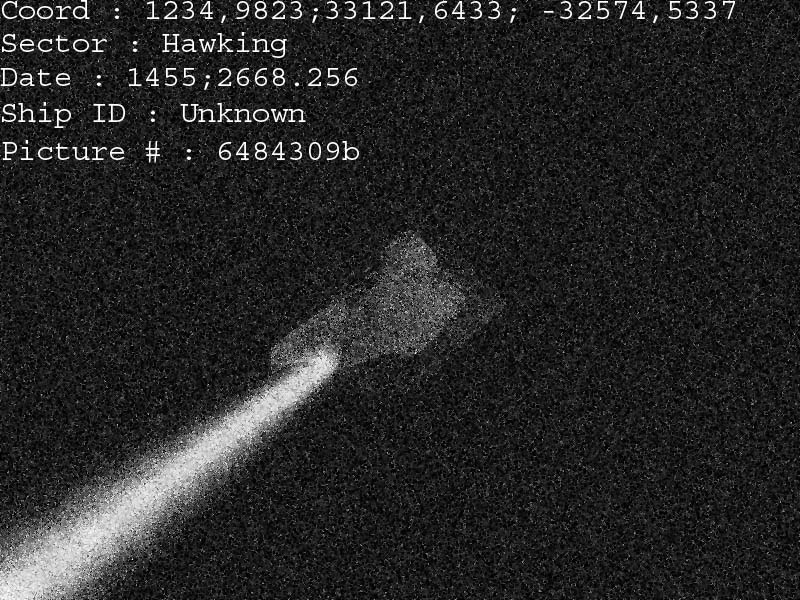 Coord : 1234,9823;33121,6433; -32574,5337
Sector : Hawking
Date : 1455;2668.256
Ship ID : Unknown
Picture # : 6484309b